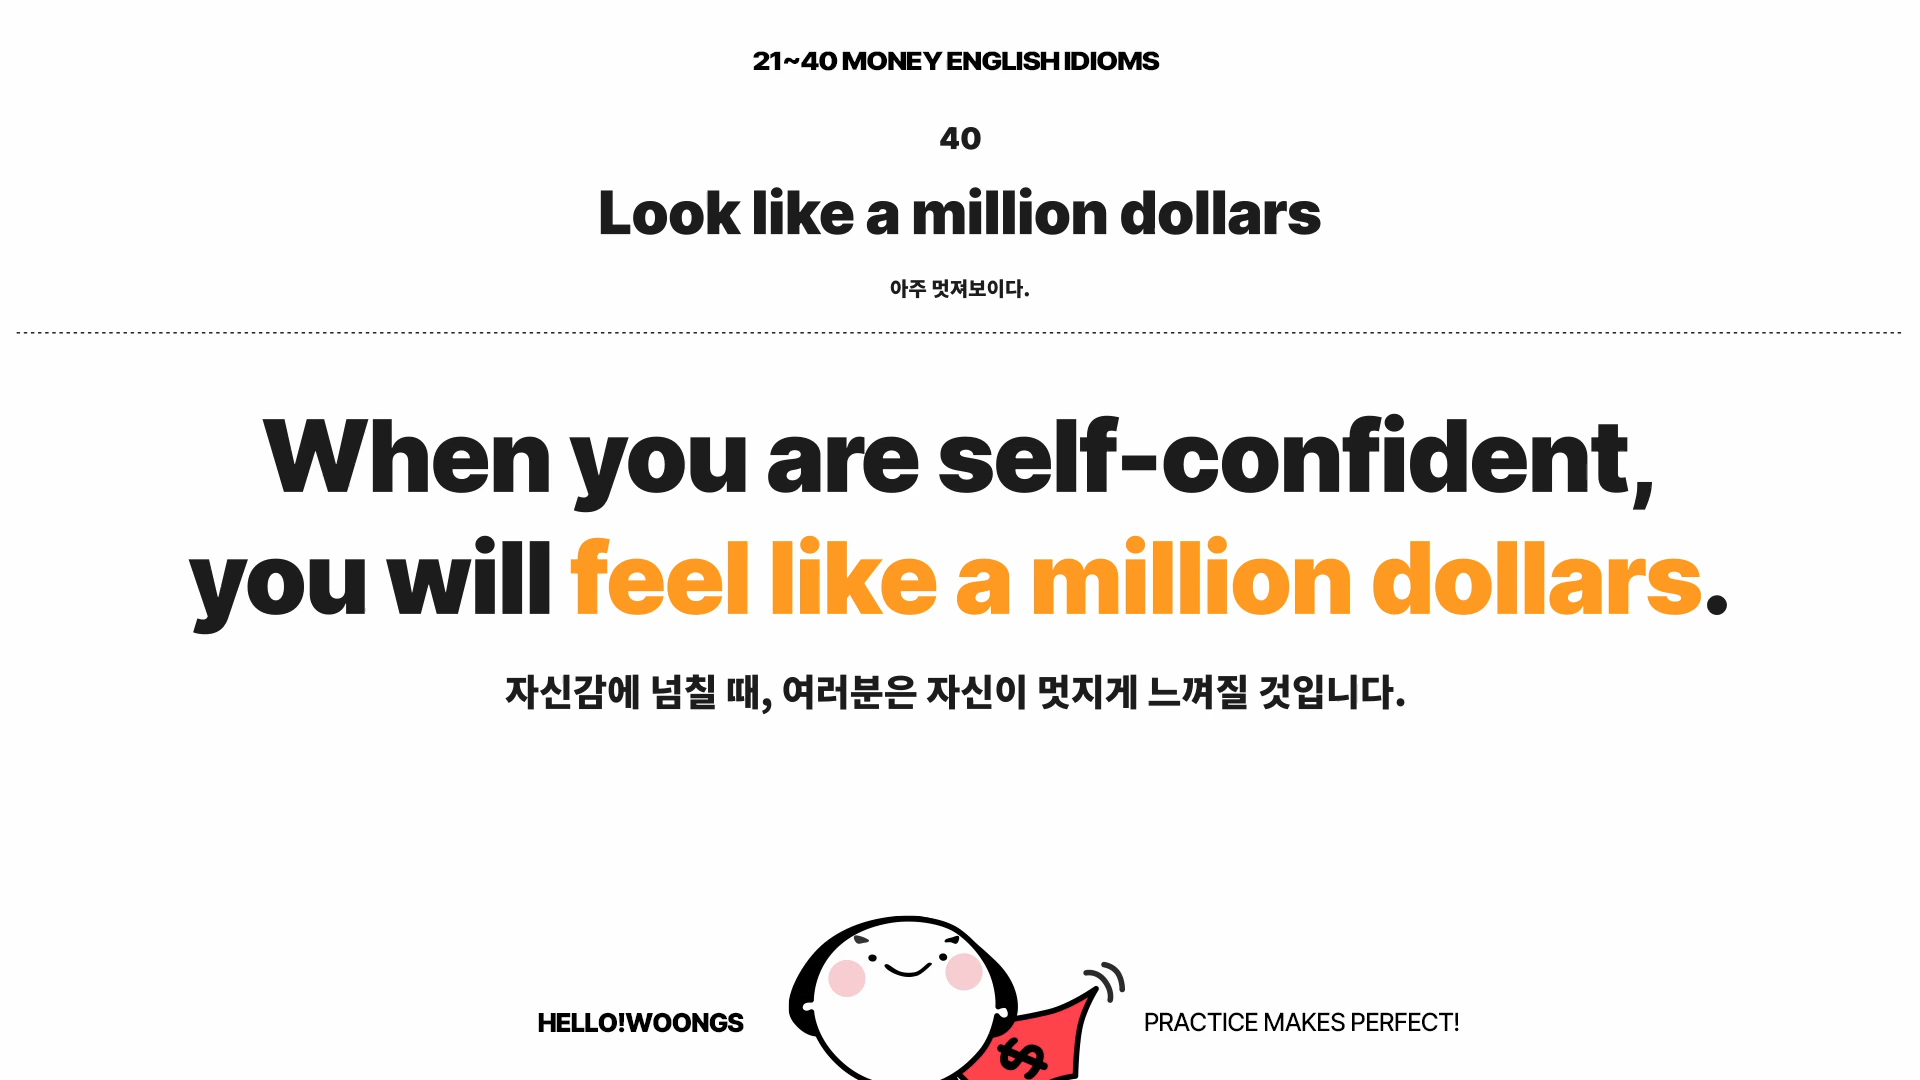 21~40 MONEY ENGLISH IDIOMS
40
Look like a million dollars
아주 멋져보이다.
When you are self-confident,
you will feel like a million dollars.
자신감에 넘칠 때, 여러분은 자신이 멋지게 느껴질 것입니다.
HELLO!WOONGS
$
PRACTICE MAKES PERFECT!